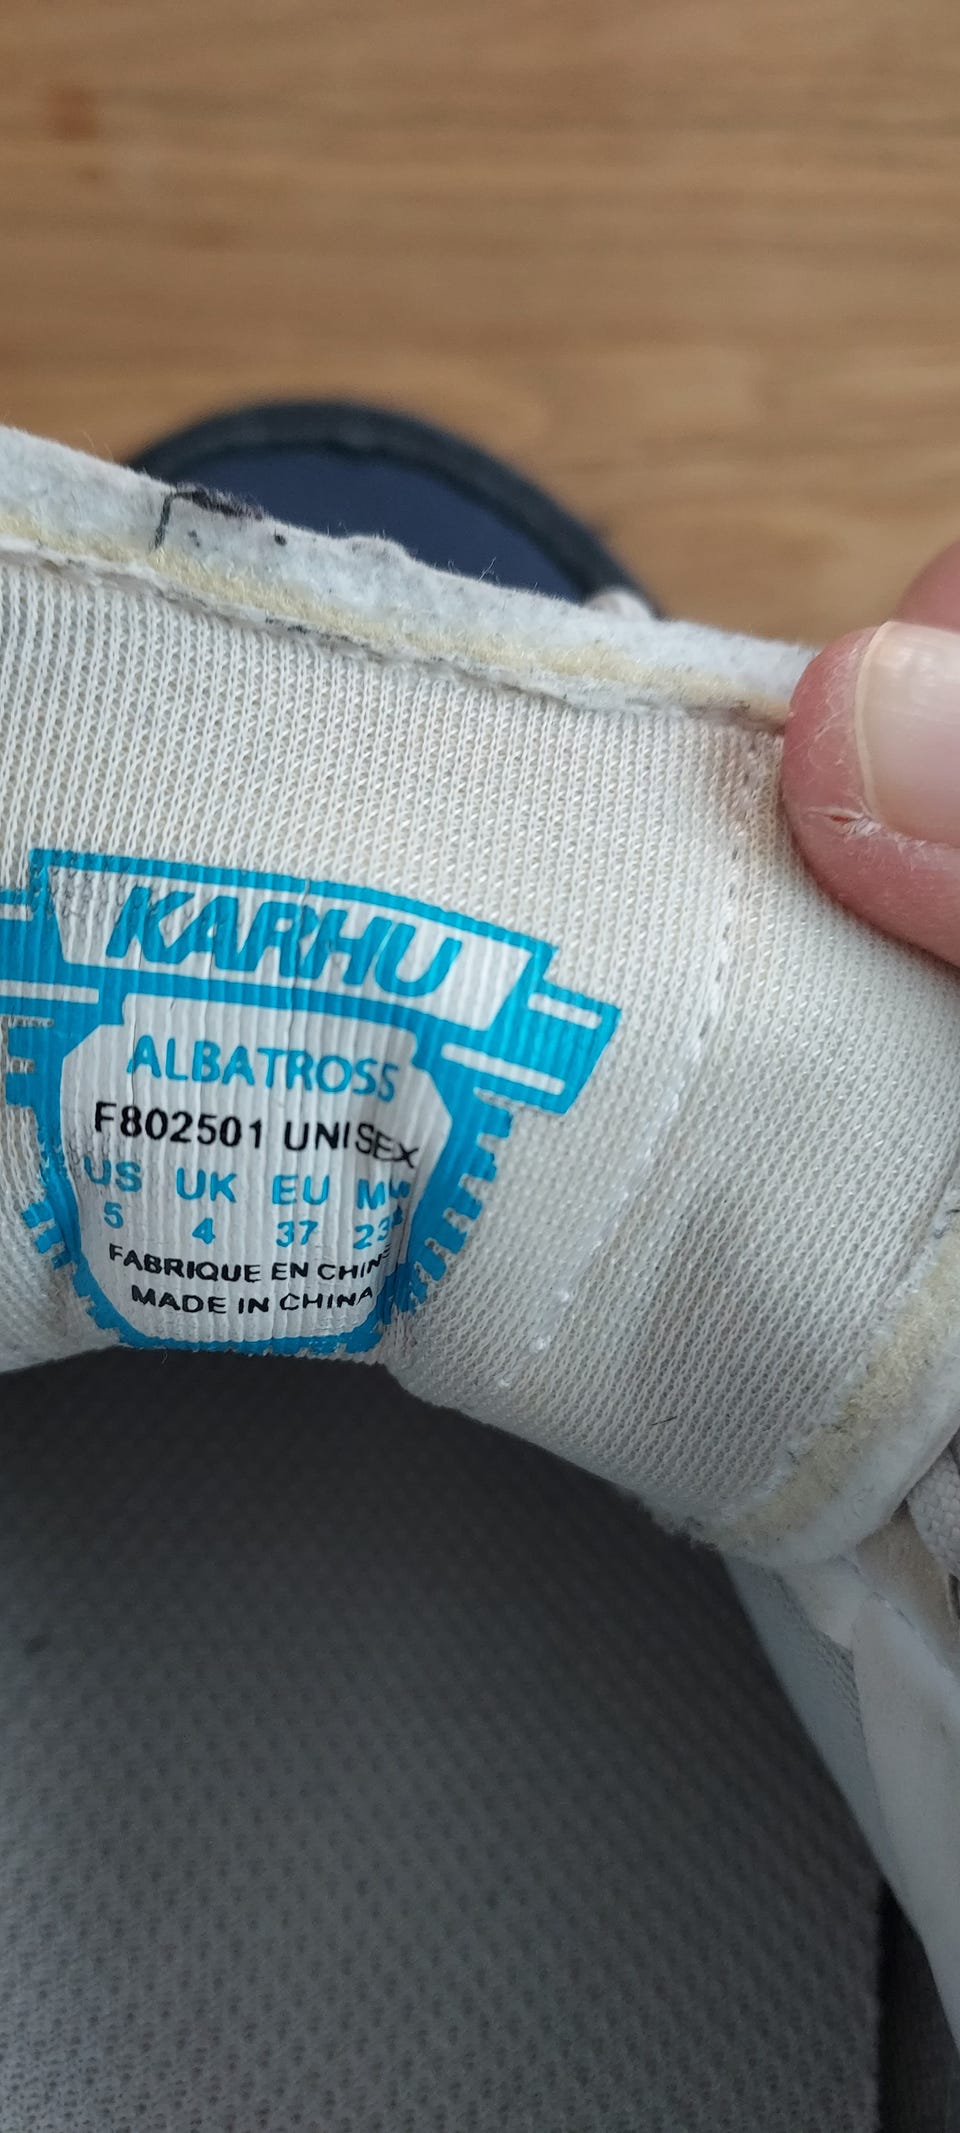 KARHU
ALBATROSS
F802501 UNISEX
US UK EU
5 4 37
FABRIQUE EN CHINE
MADE IN CHINA